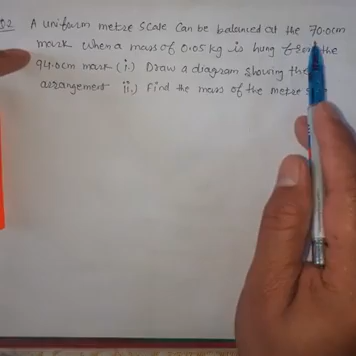 Q2 A uniform metre scale can be balanced at the 70.0cm
mark when a mass of 0.05 kg is hung from the
94.0cm mark (i.) Draw a diagram showing the
arrangement ii.) find the mass of the metre